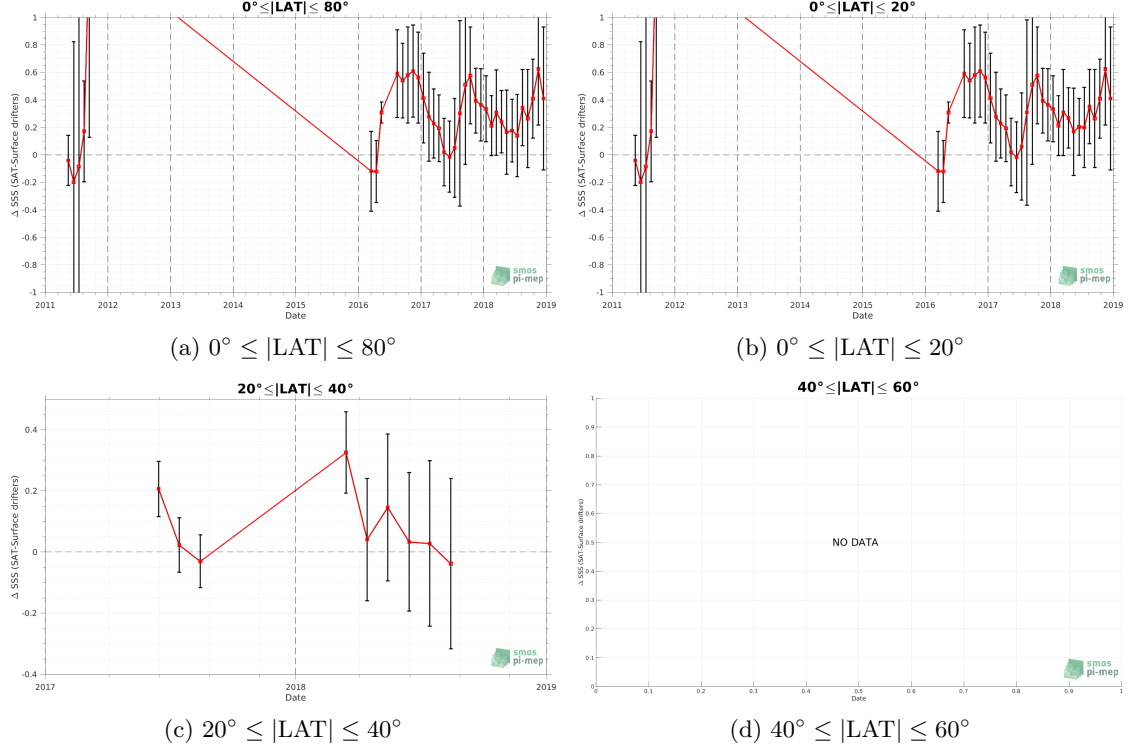 0°≤|LAT|≤ 80°
Δ SSS (SAT-Surface drifters)
1
0.8
0.6
0.4
0.2
0
-0.2
-0.4
-0.6
-0.8
-1
2011 2012 2013 2014 2015 2016 2017 2018 2019
Date
smos
pi-mep
(a) 0° ≤ |LAT| ≤ 80°
0°≤|LAT|≤ 20°
Δ SSS (SAT-Surface drifters)
1
0.8
0.6
0.4
0.2
0
-0.2
-0.4
-0.6
-0.8
-1
2011 2012 2013 2014 2015 2016 2017 2018 2019
Date
smos
pi-mep
(b) 0° ≤ |LAT| ≤ 20°
20°≤|LAT|≤ 40°
Δ SSS (SAT-Surface drifters)
0.4
0.2
0
-0.2
-0.4
2017 2018 2019
Date
smos
pi-mep
(c) 20° ≤ |LAT| ≤ 40°
40°≤|LAT|≤ 60°
Δ SSS (SAT-Surface drifters)
1
0.9
0.8
0.7
0.6
0.5
0.4
0.3
0.2
0.1
0
NO DATA
0 0.1 0.2 0.3 0.4 0.5 0.6 0.7 0.8 0.9 1
Date
smos
pi-mep
(d) 40° ≤ |LAT| ≤ 60°